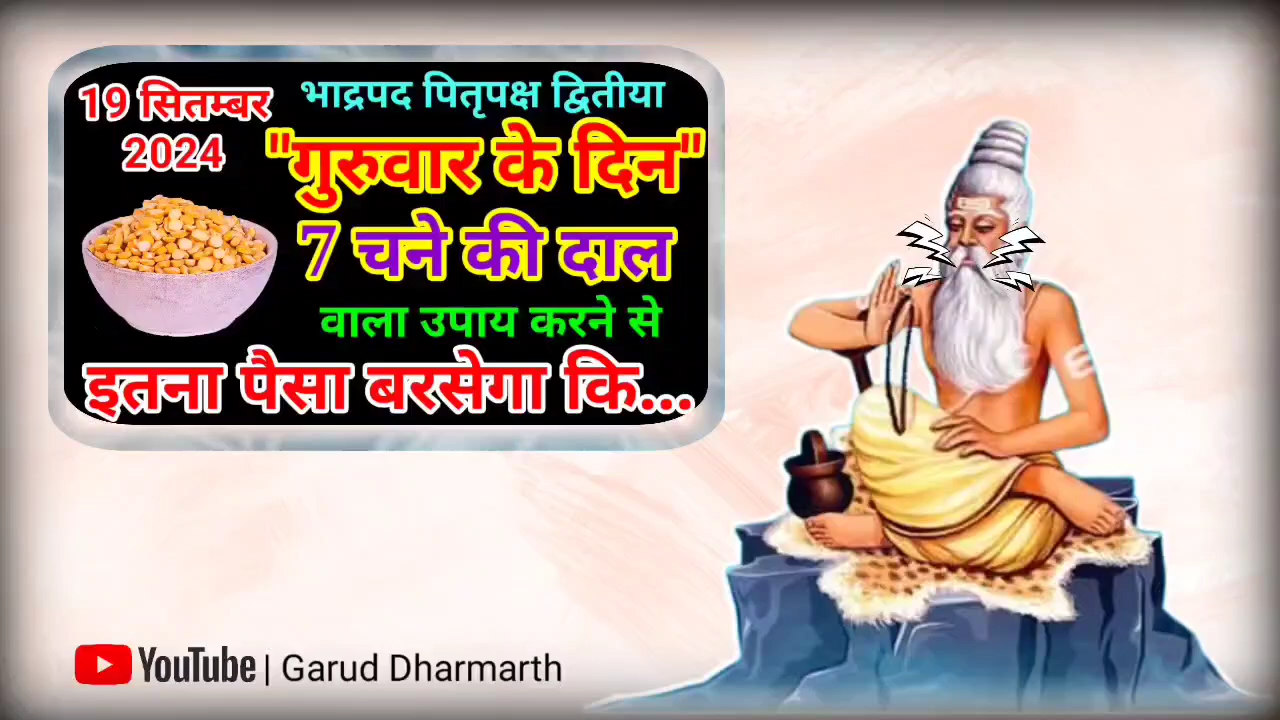 19 सितम्बर
2024
भाद्रपद पितृपक्ष द्वितीया
"गुरुवार के दिन"
7 चने की दाल
वाला उपाय करने से
इतना पैसा बरसेगा कि...
YouTube | Garud Dharmarth